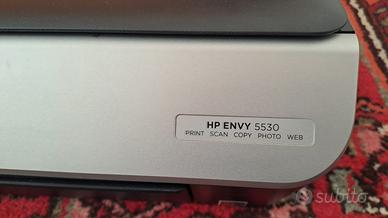 HP ENVY 5530
PRINT SCAN COPY PHOTO WEB
subito